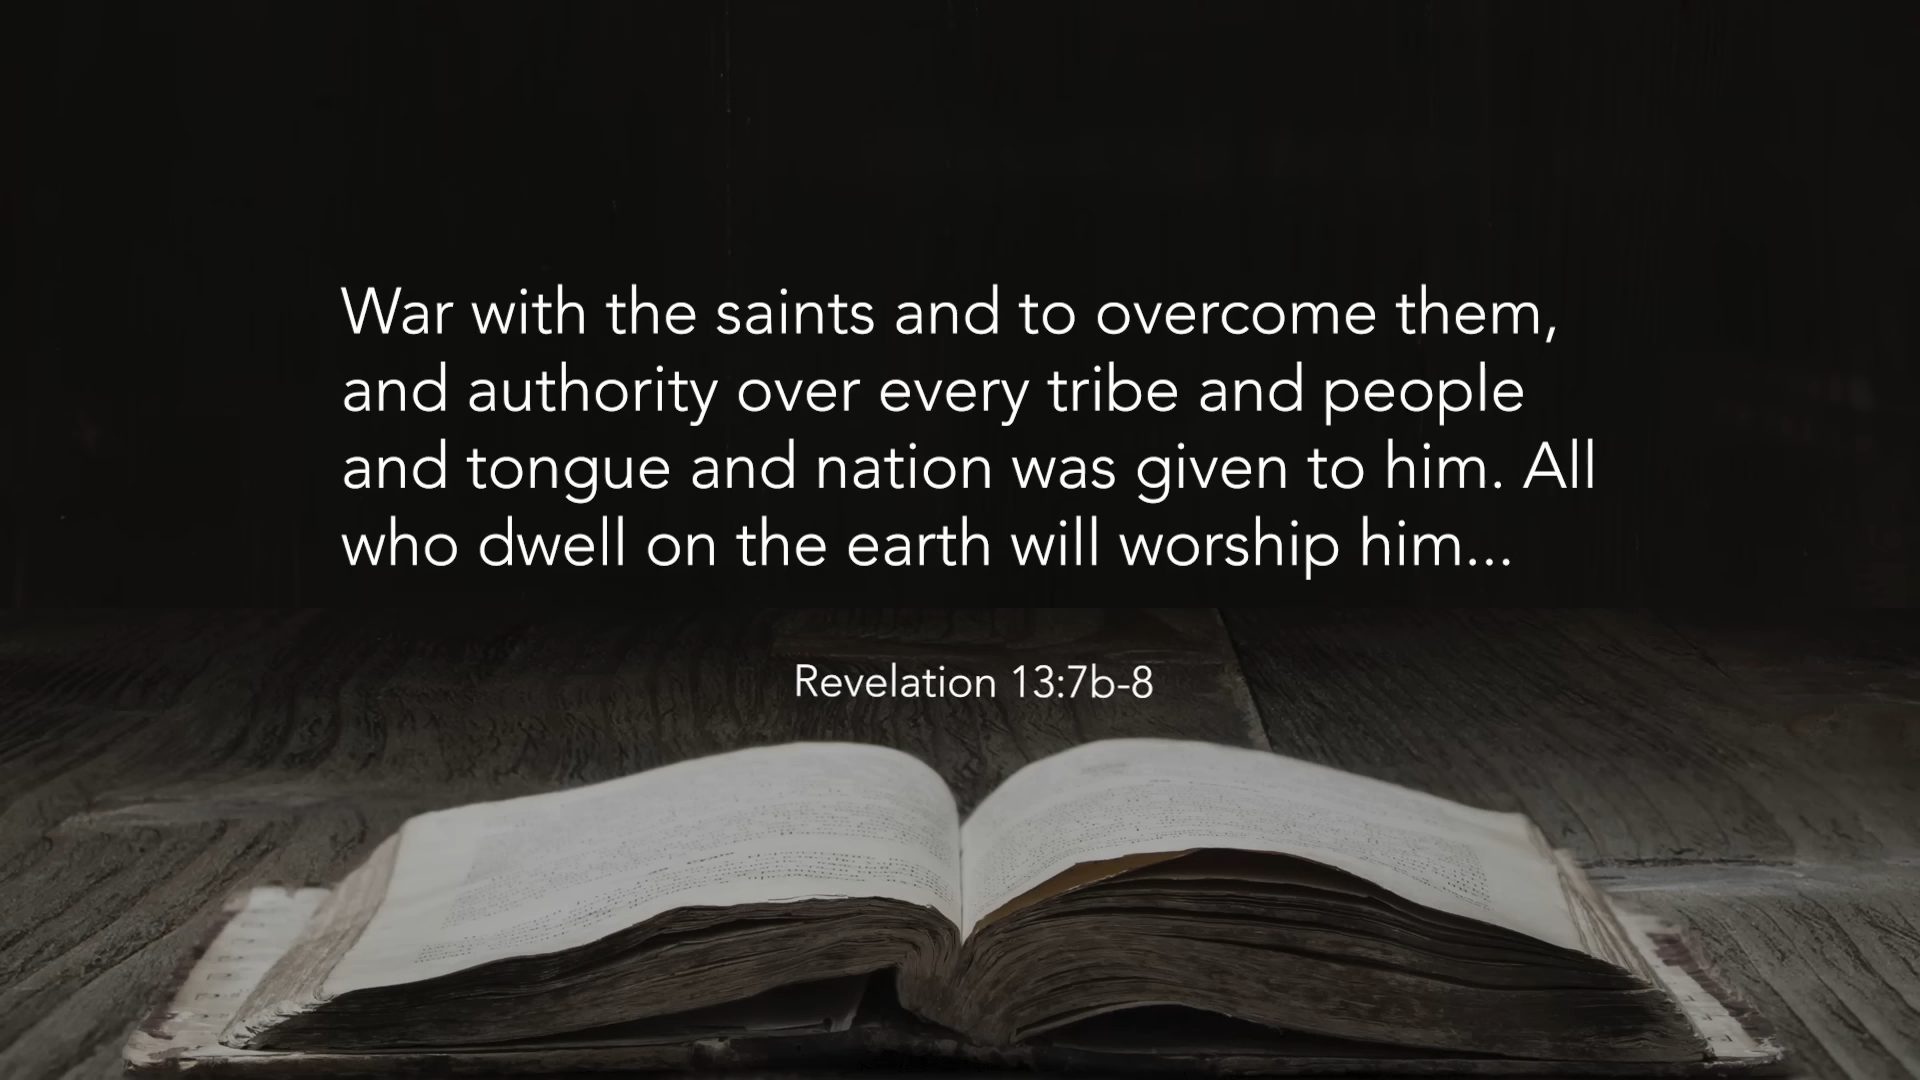 War with the saints and to overcome them,
and authority over every tribe and people
and tongue and nation was given to him. All
who dwell on the earth will worship him...
Revelation 13:7b-8